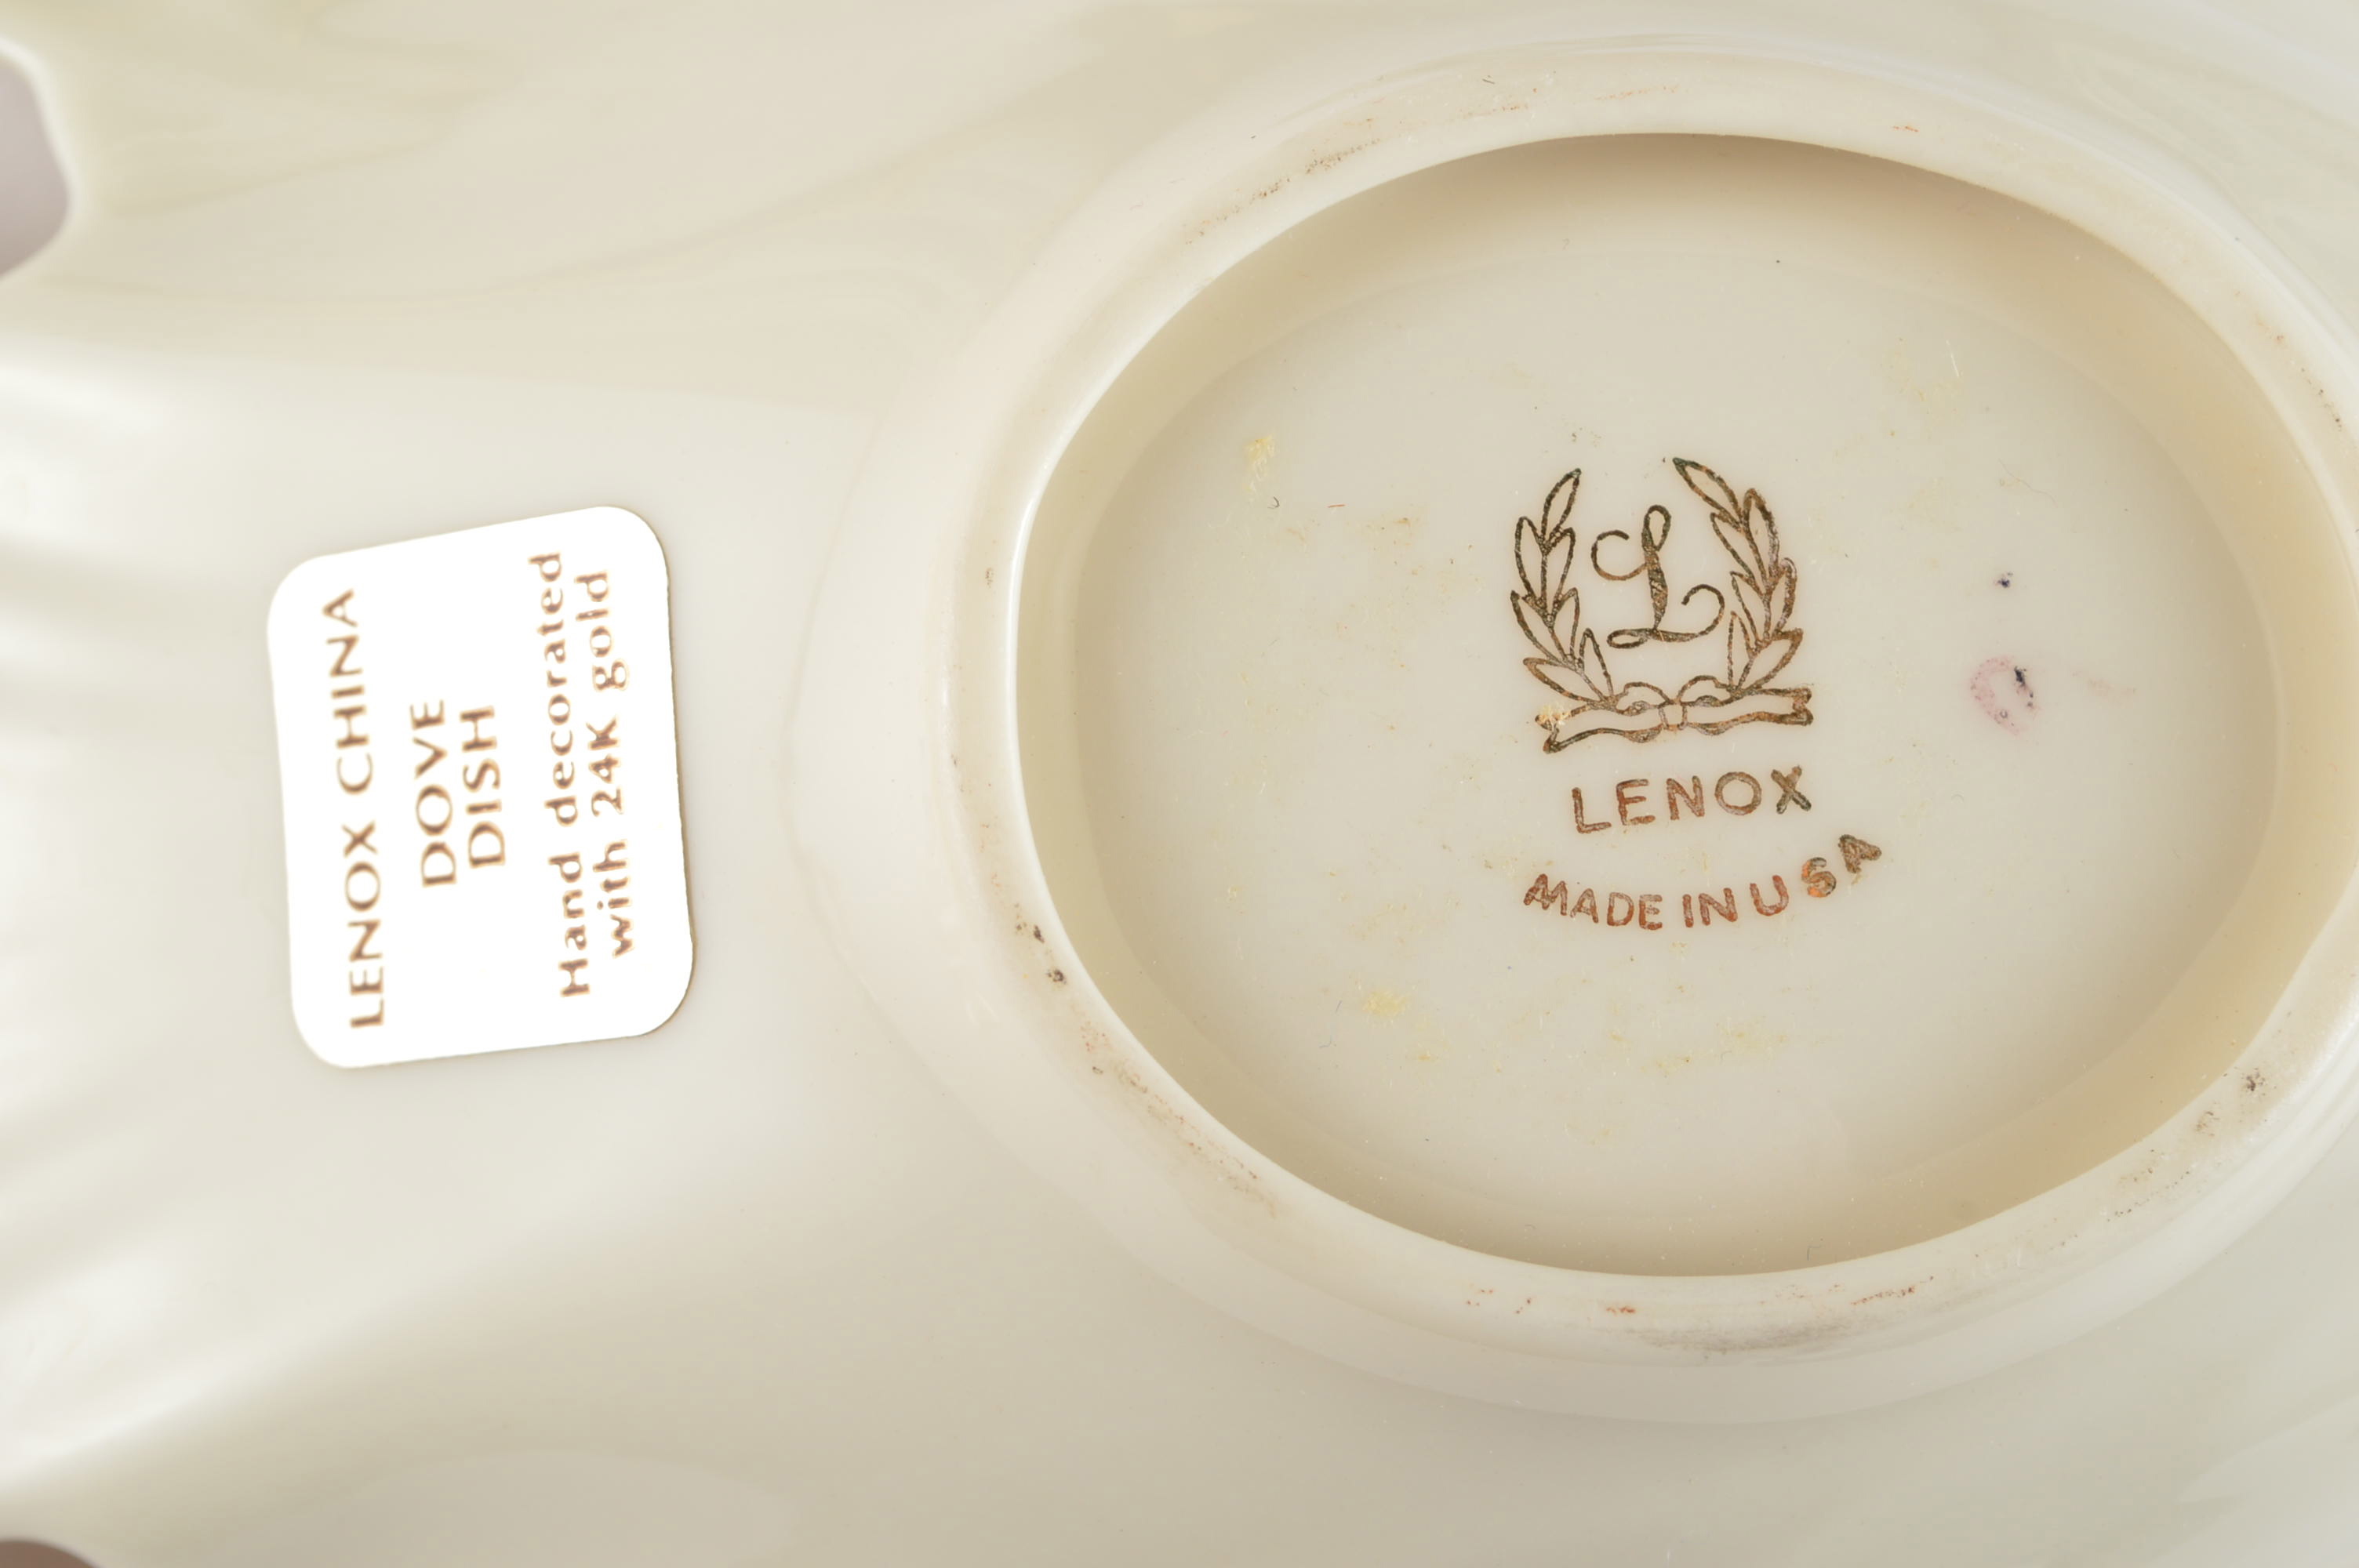 LENOX CHINA
DOVE
DISH
Hand decorated
with 24K gold
L
LENOX
MADE IN USA